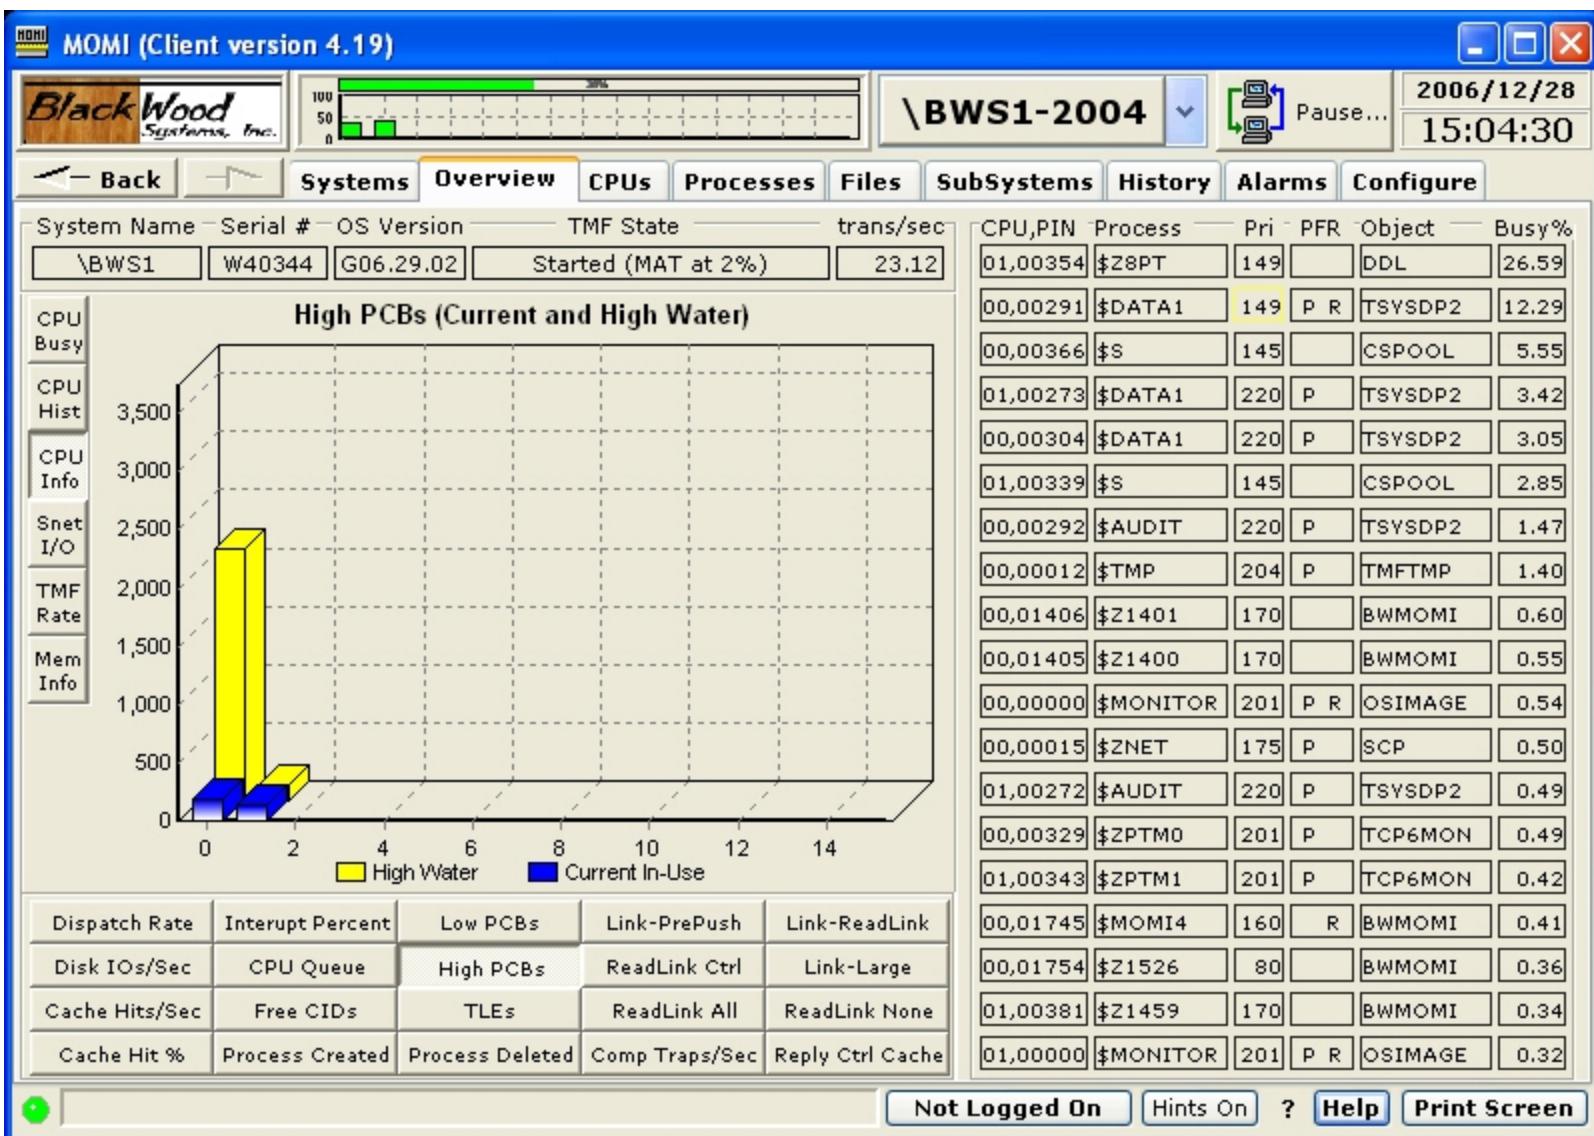 MOMI
MOMI (Client version 4.19)
BlackWood
Systems, Inc.
100
50
0
\BWS1-2004
Pause...
2006/12/28
15:04:30
Back
Systems Overview CPUs Processes Files SubSystems History Alarms Configure
System Name Serial # OS Version TMF State trans/sec
\BWS1 W40344 G06.29.02 Started (MAT at 2%) 23.12
CPU Busy
CPU Hist
CPU Info
Snet I/O
TMF Rate
Mem Info
High PCBs (Current and High Water)
3,500
3,000
2,500
2,000
1,500
1,000
500
0
0 2 4 6 8 10 12 14
High Water Current In-Use
Dispatch Rate Interupt Percent Low PCBs Link-PrePush Link-ReadLink
Disk IOs/Sec CPU Queue High PCBs ReadLink Ctrl Link-Large
Cache Hits/Sec Free CIDs TLEs ReadLink All ReadLink None
Cache Hit % Process Created Process Deleted Comp Traps/Sec Reply Ctrl Cache
CPU,PIN Process Pri PFR Object Busy%
01,00354 $Z8PT 149 DDL 26.59
00,00291 $DATA1 149 P R TSYSDP2 12.29
00,00366 $S 145 CSPOOL 5.55
01,00273 $DATA1 220 P TSYSDP2 3.42
00,00304 $DATA1 220 P TSYSDP2 3.05
01,00339 $S 145 CSPOOL 2.85
00,00292 $AUDIT 220 P TSYSDP2 1.47
00,00012 $TMP 204 P TMFTMP 1.40
00,01406 $Z1401 170 BWMOMI 0.60
00,01405 $Z1400 170 BWMOMI 0.55
00,00000 $MONITOR 201 P R OSIMAGE 0.54
00,00015 $ZNET 175 P SCP 0.50
01,00272 $AUDIT 220 P TSYSDP2 0.49
00,00329 $ZPTM0 201 P TCP6MON 0.49
01,00343 $ZPTM1 201 P TCP6MON 0.42
00,01745 $MOMI4 160 R BWMOMI 0.41
00,01754 $Z1526 80 BWMOMI 0.36
01,00381 $Z1459 170 BWMOMI 0.34
01,00000 $MONITOR 201 P R OSIMAGE 0.32
Not Logged On Hints On ? Help Print Screen